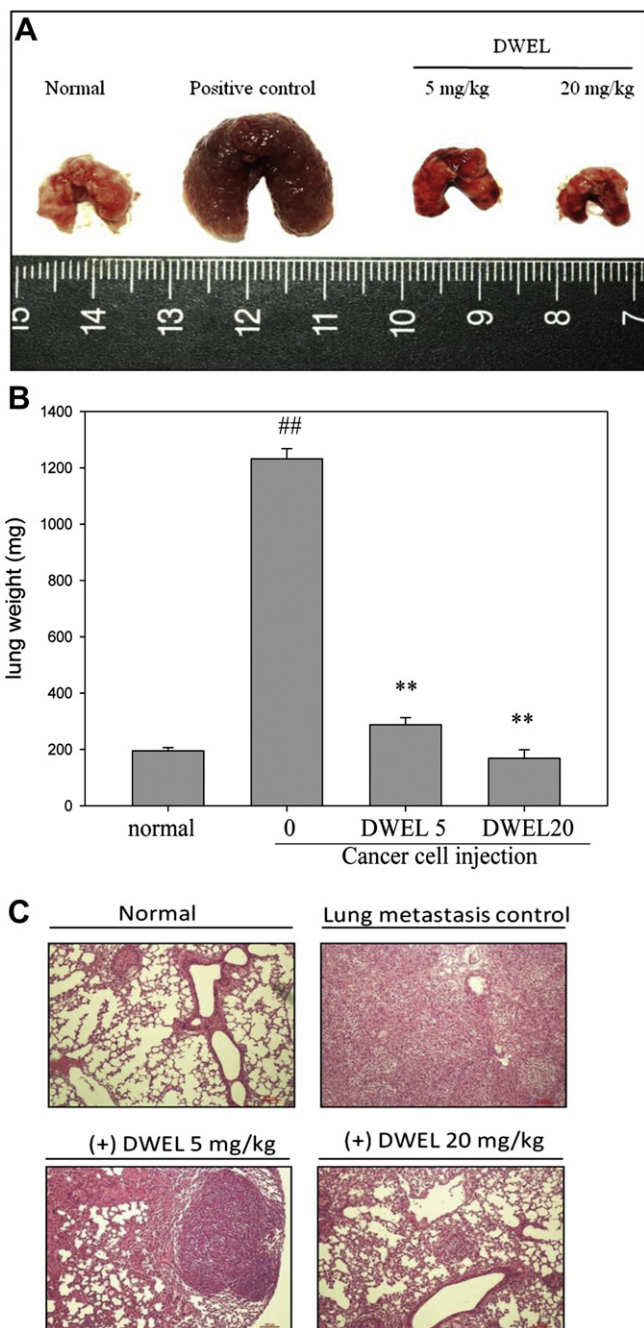 A
DWEL
Normal
Positive control
5 mg/kg
20 mg/kg
15 14 13 12 11 10 9 8 7
B
lung weight (mg)
1400
1200
1000
800
600
400
200
0
##
**
**
normal
0
DWEL 5
DWEL20
Cancer cell injection
C
Normal
Lung metastasis control
(+) DWEL 5 mg/kg
(+) DWEL 20 mg/kg